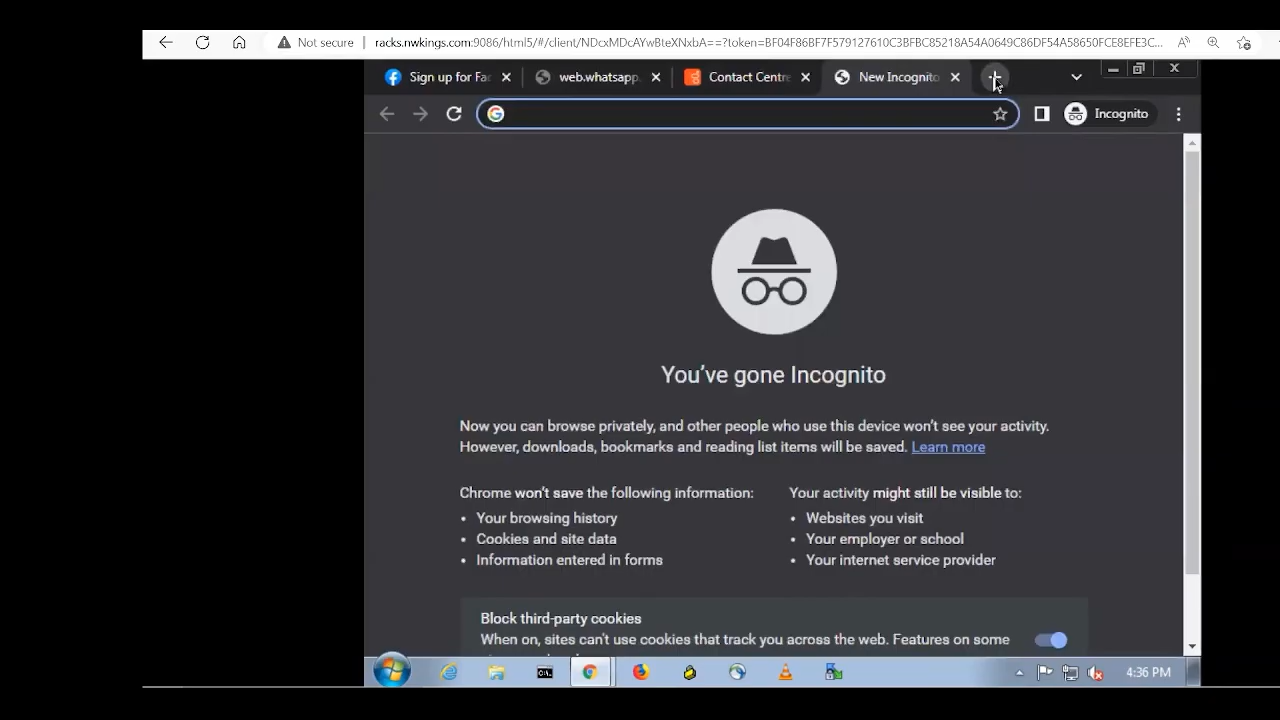 Not secure racks.nwkings.com:9086/html5/#/client/NDcxMDcAYwBteXNxbA==?token=BF04F86BF7F579127610C3BFBC85218A54A0649C86DF54A58650FCE8EFE3C...
Sign up for Fac web.whatsapp. Contact Centre New Incognito
Incognito
You've gone Incognito
Now you can browse privately, and other people who use this device won't see your activity.
However, downloads, bookmarks and reading list items will be saved. Learn more
Chrome won't save the following information:
• Your browsing history
• Cookies and site data
• Information entered in forms
Your activity might still be visible to:
• Websites you visit
• Your employer or school
• Your internet service provider
Block third-party cookies
When on, sites can't use cookies that track you across the web. Features on some
4:36 PM